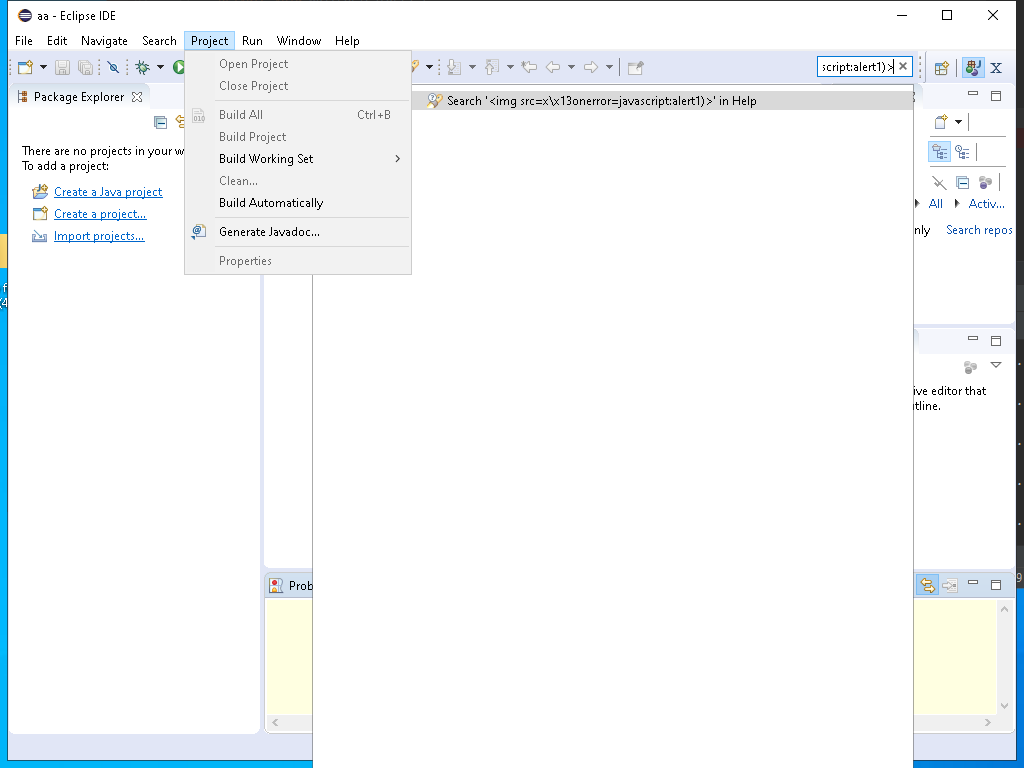 aa - Eclipse IDE
File Edit Navigate Search Project Run Window Help
script:alert1)>
Package Explorer
Open Project
Close Project
Build All Ctrl+B
Build Project
Build Working Set
Clean...
Build Automatically
Generate Javadoc...
Properties
Search '<img src=x\x13onerror=javascript:alert1)>' in Help
There are no projects in your w
To add a project:
Create a Java project
Create a project...
Import projects...
All Activ...
nly Search repos
ive editor that
utline.
Prob